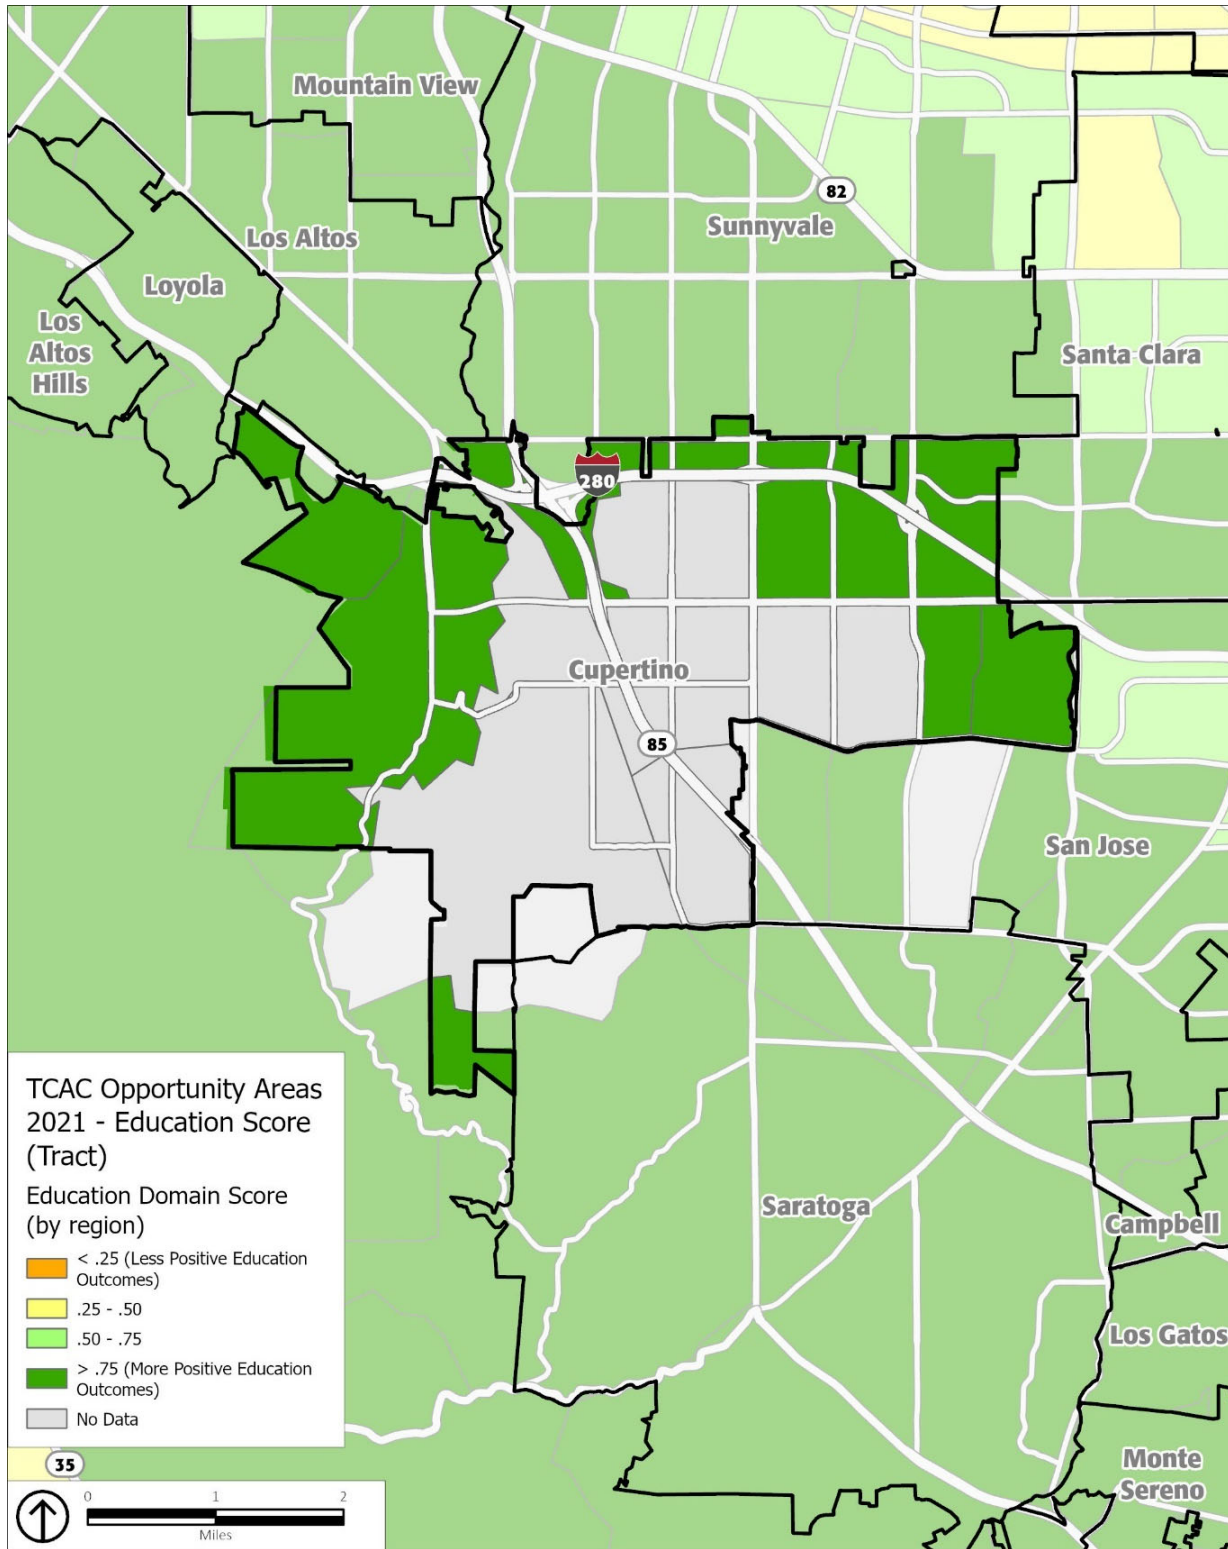 Mountain View
82
Sunnyvale
Los Altos
Loyola
Los
Altos
Hills
Santa Clara
280
Cupertino
85
San Jose
Saratoga
Campbell
Los Gatos
Monte
Sereno
TCAC Opportunity Areas
2021 - Education Score
(Tract)
Education Domain Score
(by region)
< .25 (Less Positive Education
Outcomes)
.25 - .50
.50 - .75
> .75 (More Positive Education
Outcomes)
No Data
35
0 1 2
Miles